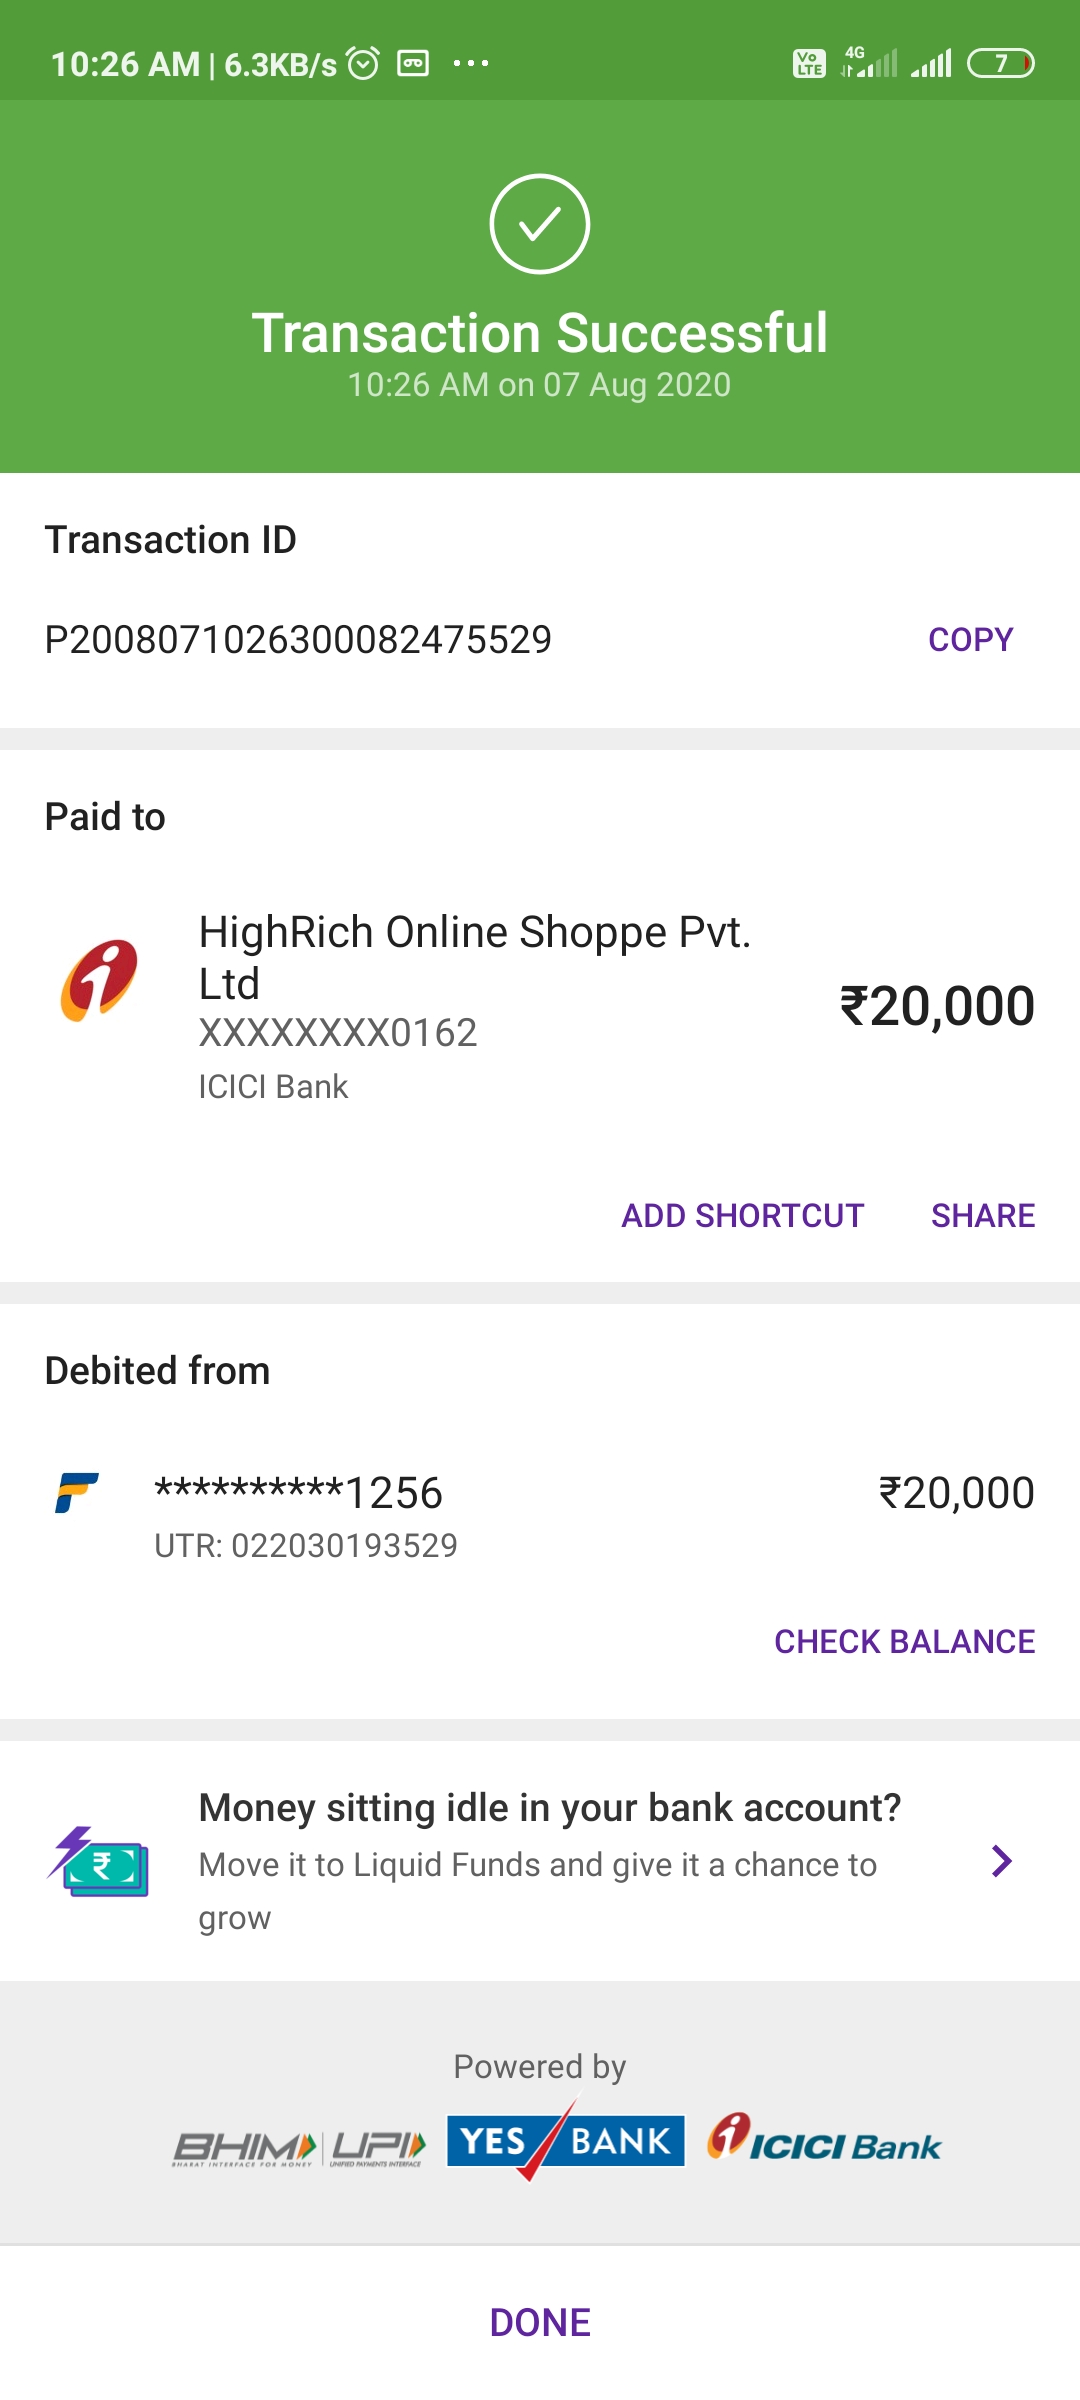 10:26 AM | 6.3KB/s ... Vo LTE 4G 7
Transaction Successful
10:26 AM on 07 Aug 2020
Transaction ID
P2008071026300082475529 COPY
Paid to
HighRich Online Shoppe Pvt.
Ltd
₹20,000
XXXXXXXX0162
ICICI Bank
ADD SHORTCUT SHARE
Debited from
**********1256 ₹20,000
UTR: 022030193529
CHECK BALANCE
Money sitting idle in your bank account?
Move it to Liquid Funds and give it a chance to
grow
Powered by
BHIM UPI YES BANK ICICI Bank
BHARAT INTERFACE FOR MONEY UNIFIED PAYMENTS INTERFACE
DONE